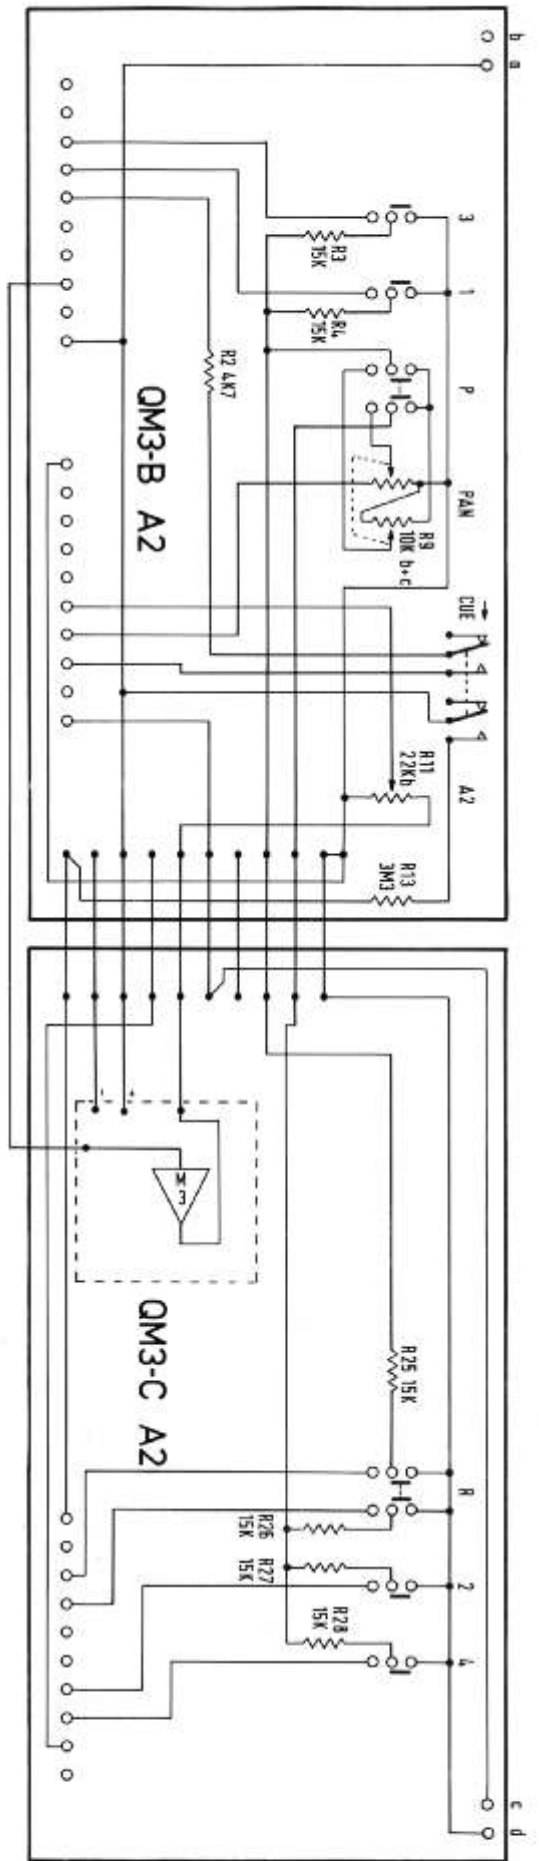 b
a
3
R3
15K
1
R4
15K
P
R2 4K7
PAN
R9
10K b+c
CUE
R11
22Kb
A2
R13
3M3
QM3-B A2
M
3
QM3-C A2
R25 15K
R
R26
15K
R27
15K
2
R28
15K
4
c
d